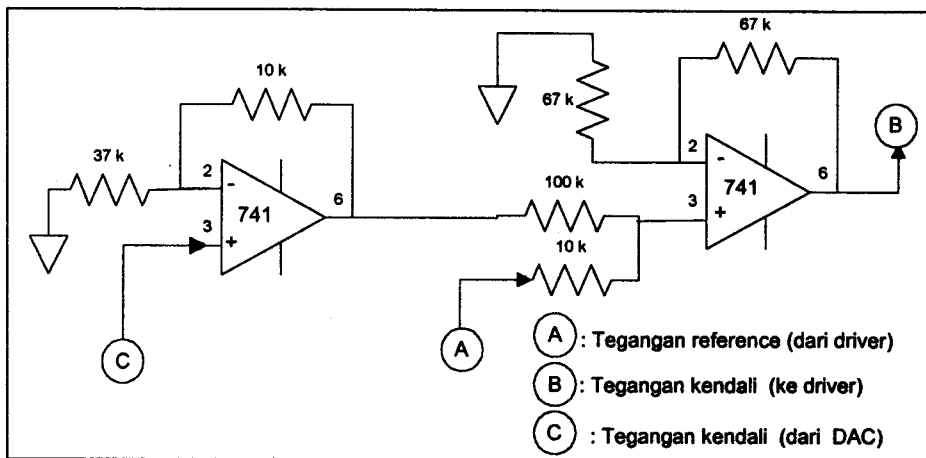 67 k
10 k
67 k
B
37 k
2
-
741
3
+
6
2
-
741
3
+
6
100 k
10 k
C
A
A : Tegangan reference (dari driver)
B : Tegangan kendali (ke driver)
C : Tegangan kendali (dari DAC)